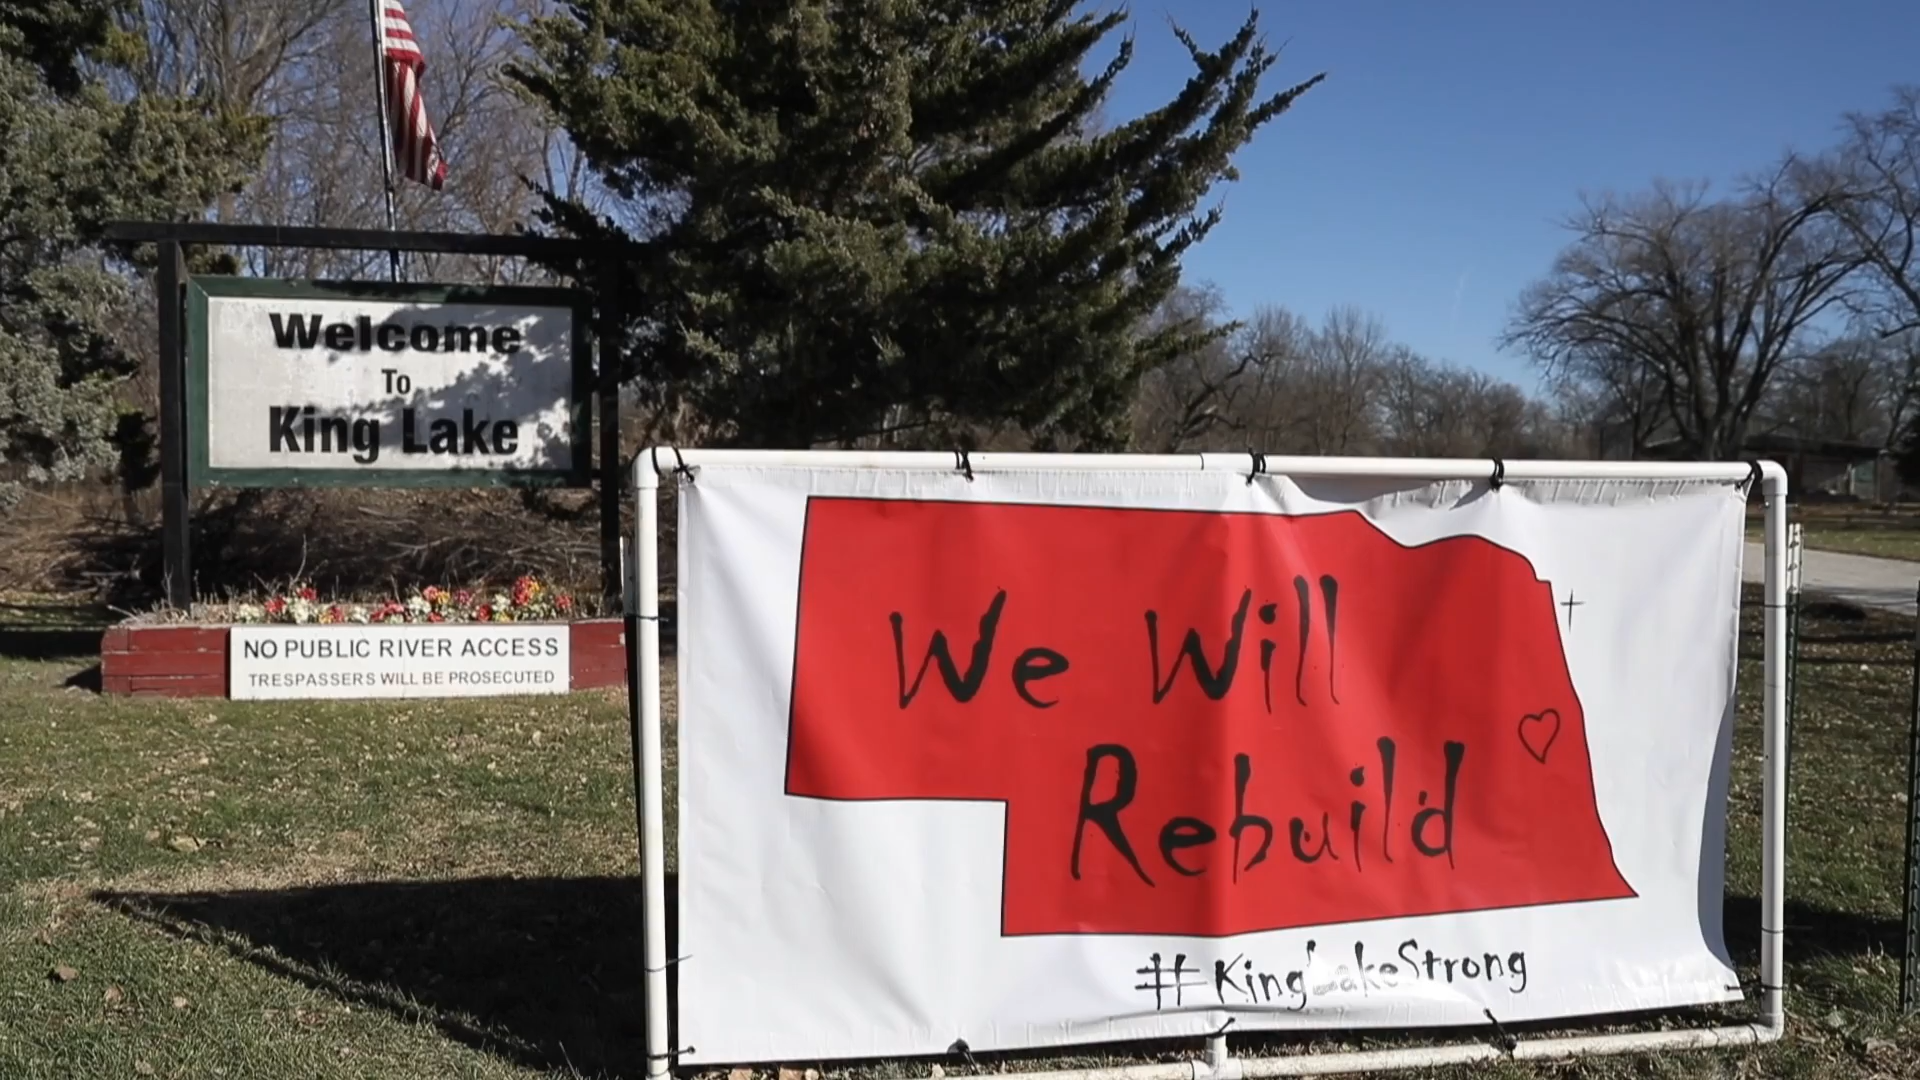 Welcome
To
King Lake
NO PUBLIC RIVER ACCESS
TRESPASSERS WILL BE PROSECUTED
We Will
Rebuild
#KingLakeStrong